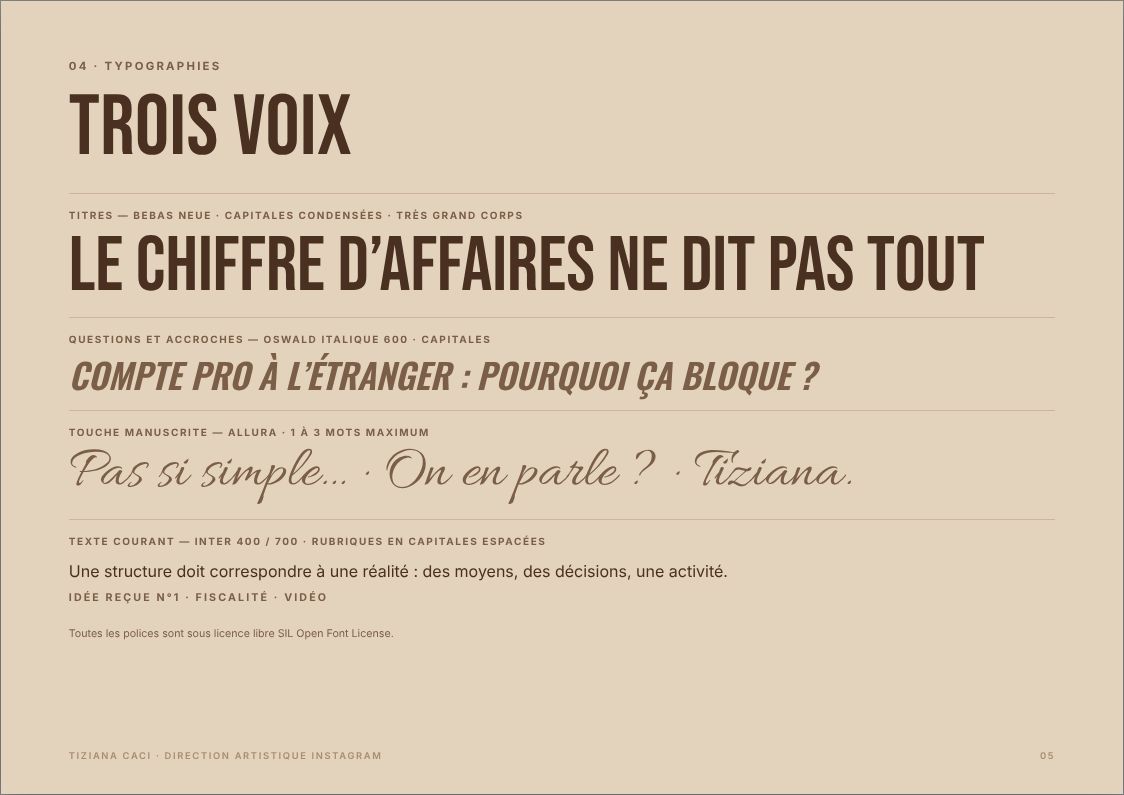 04 · TYPOGRAPHIES
TROIS VOIX
TITRES — BEBAS NEUE · CAPITALES CONDENSÉES · TRÈS GRAND CORPS
LE CHIFFRE D’AFFAIRES NE DIT PAS TOUT
QUESTIONS ET ACCROCHES — OSWALD ITALIQUE 600 · CAPITALES
COMPTE PRO À L’ÉTRANGER : POURQUOI ÇA BLOQUE ?
TOUCHE MANUSCRITE — ALLURA · 1 À 3 MOTS MAXIMUM
Pas si simple… · On en parle ? · Tiziana.
TEXTE COURANT — INTER 400 / 700 · RUBRIQUES EN CAPITALES ESPACÉES
Une structure doit correspondre à une réalité : des moyens, des décisions, une activité.
IDÉE REÇUE N°1 · FISCALITÉ · VIDÉO
Toutes les polices sont sous licence libre SIL Open Font License.
TIZIANA CACI · DIRECTION ARTISTIQUE INSTAGRAM
05